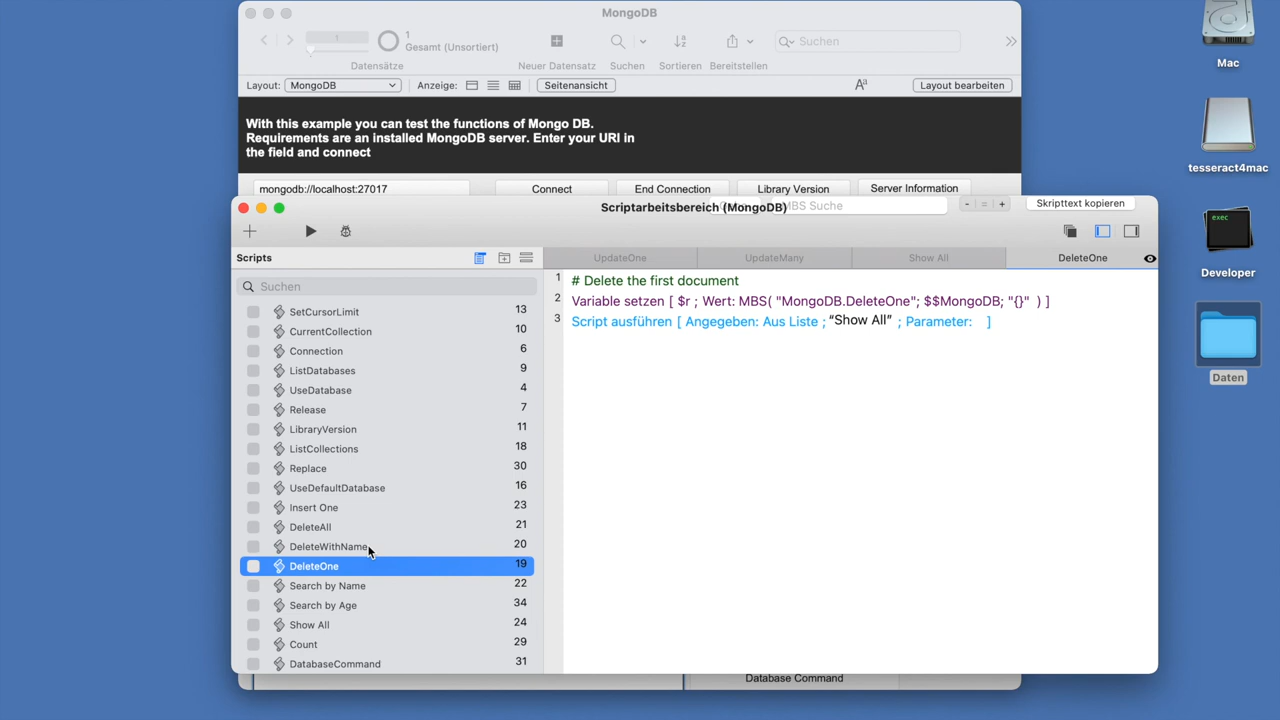 MongoDB
1
1
Gesamt (Unsortiert)
Suchen
Datensätze
Neuer Datensatz
Suchen
Sortieren
Bereitstellen
Layout:
MongoDB
Anzeige:
Seitenansicht
Aa
Layout bearbeiten
With this example you can test the functions of Mongo DB.
Requirements are an installed MongoDB server. Enter your URI in
the field and connect
mongodb://localhost:27017
Connect
End Connection
Library Version
Server Information
Scriptarbeitsbereich (MongoDB)
MBS Suche
- = +
Skripttext kopieren
Scripts
UpdateOne
UpdateMany
Show All
DeleteOne
Suchen
SetCursorLimit 13
CurrentCollection 10
Connection 6
ListDatabases 9
UseDatabase 4
Release 7
LibraryVersion 11
ListCollections 18
Replace 30
UseDefaultDatabase 16
Insert One 23
DeleteAll 21
DeleteWithName 20
DeleteOne 19
Search by Name 22
Search by Age 34
Show All 24
Count 29
DatabaseCommand 31
1 # Delete the first document
2 Variable setzen [ $r ; Wert: MBS( "MongoDB.DeleteOne"; $$MongoDB; "{}" ) ]
3 Script ausführen [ Angegeben: Aus Liste ; “Show All” ; Parameter: ]
Database Command
Mac
tesseract4mac
exec
Developer
Daten